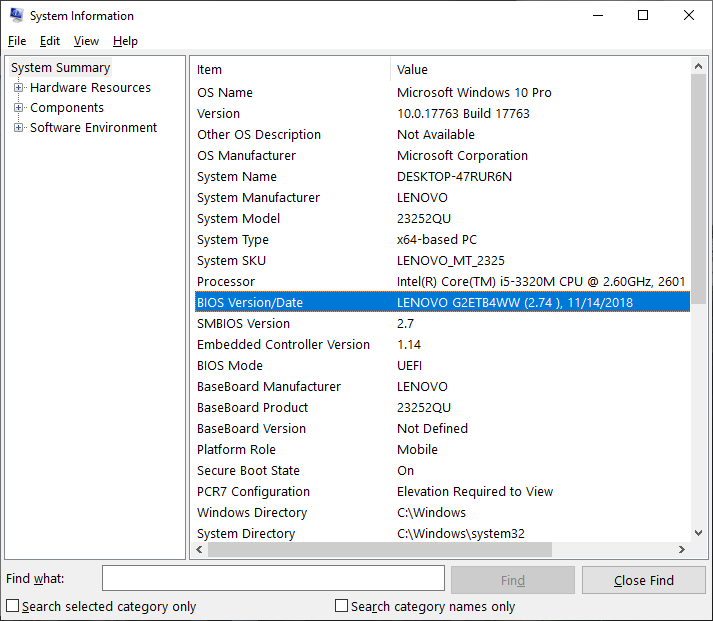 System Information
File Edit View Help
System Summary
Hardware Resources
Components
Software Environment
Item Value
OS Name Microsoft Windows 10 Pro
Version 10.0.17763 Build 17763
Other OS Description Not Available
OS Manufacturer Microsoft Corporation
System Name DESKTOP-47RUR6N
System Manufacturer LENOVO
System Model 23252QU
System Type x64-based PC
System SKU LENOVO_MT_2325
Processor Intel(R) Core(TM) i5-3320M CPU @ 2.60GHz, 2601
BIOS Version/Date LENOVO G2ETB4WW (2.74 ), 11/14/2018
SMBIOS Version 2.7
Embedded Controller Version 1.14
BIOS Mode UEFI
BaseBoard Manufacturer LENOVO
BaseBoard Product 23252QU
BaseBoard Version Not Defined
Platform Role Mobile
Secure Boot State On
PCR7 Configuration Elevation Required to View
Windows Directory C:\Windows
System Directory C:\Windows\system32
Find what: Find Close Find
Search selected category only Search category names only